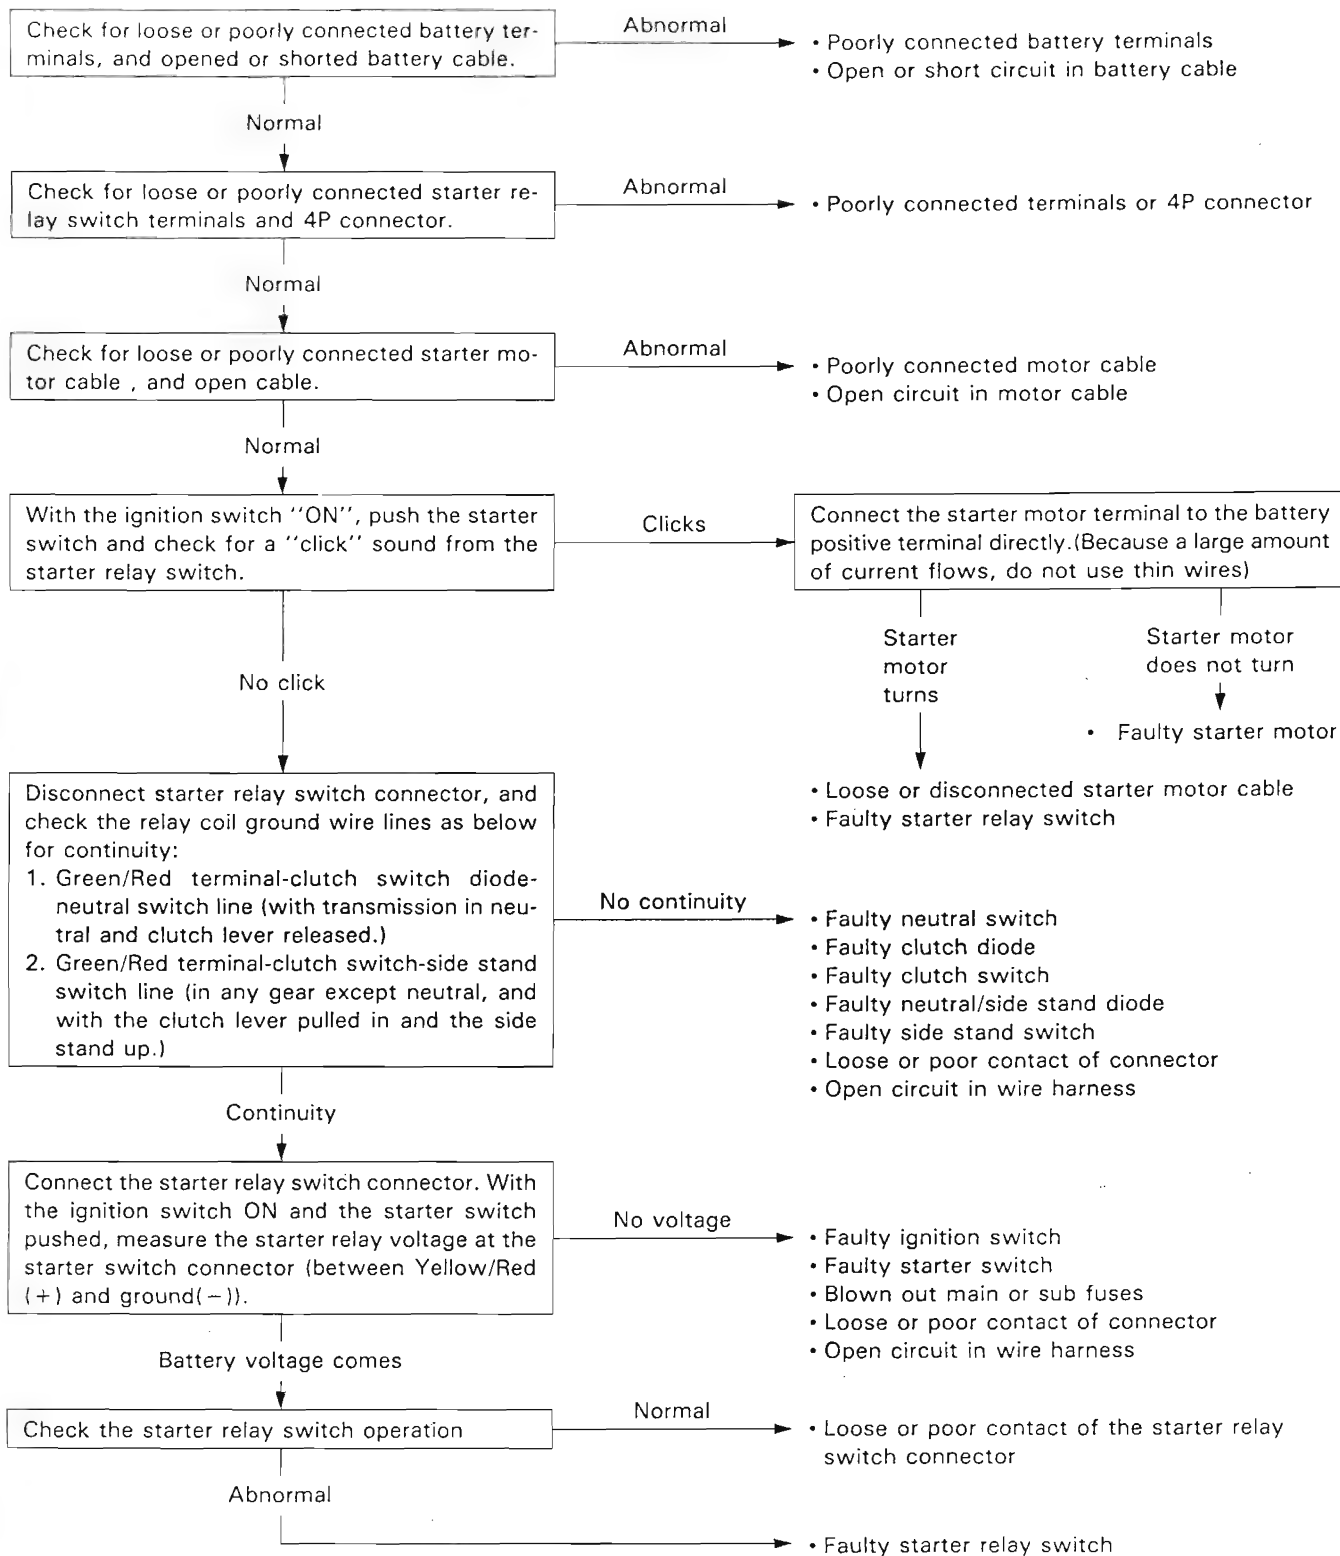 Check for loose or poorly connected battery ter-
minals, and opened or shorted battery cable.
Abnormal
• Poorly connected battery terminals
• Open or short circuit in battery cable
Normal
Check for loose or poorly connected starter re-
lay switch terminals and 4P connector.
Abnormal
• Poorly connected terminals or 4P connector
Normal
Check for loose or poorly connected starter mo-
tor cable , and open cable.
Abnormal
• Poorly connected motor cable
• Open circuit in motor cable
Normal
With the ignition switch ''ON'', push the starter
switch and check for a ''click'' sound from the
starter relay switch.
Clicks
Connect the starter motor terminal to the battery
positive terminal directly.(Because a large amount
of current flows, do not use thin wires)
Starter
motor
turns
Starter motor
does not turn
• Faulty starter motor
• Loose or disconnected starter motor cable
• Faulty starter relay switch
No click
Disconnect starter relay switch connector, and
check the relay coil ground wire lines as below
for continuity:
1. Green/Red terminal-clutch switch diode-
neutral switch line (with transmission in neu-
tral and clutch lever released.)
2. Green/Red terminal-clutch switch-side stand
switch line (in any gear except neutral, and
with the clutch lever pulled in and the side
stand up.)
No continuity
• Faulty neutral switch
• Faulty clutch diode
• Faulty clutch switch
• Faulty neutral/side stand diode
• Faulty side stand switch
• Loose or poor contact of connector
• Open circuit in wire harness
Continuity
Connect the starter relay switch connector. With
the ignition switch ON and the starter switch
pushed, measure the starter relay voltage at the
starter switch connector (between Yellow/Red
(+) and ground(−)).
No voltage
• Faulty ignition switch
• Faulty starter switch
• Blown out main or sub fuses
• Loose or poor contact of connector
• Open circuit in wire harness
Battery voltage comes
Check the starter relay switch operation
Normal
• Loose or poor contact of the starter relay
switch connector
Abnormal
• Faulty starter relay switch